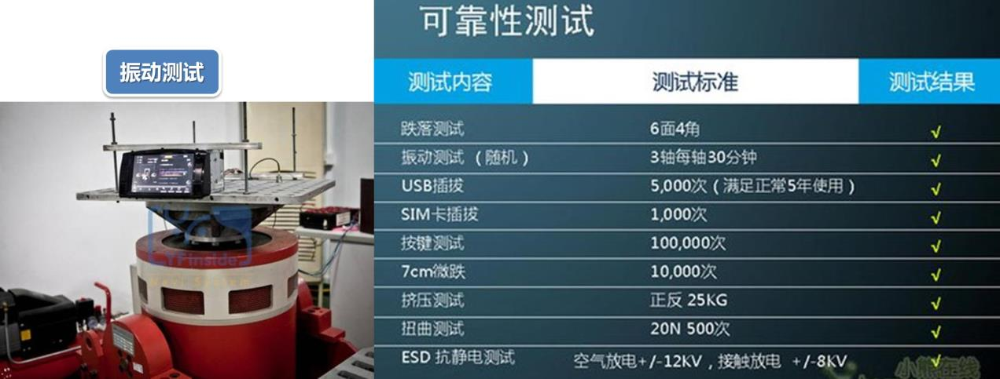 振动测试
YFinside
Navi System
可靠性测试
测试内容 测试标准 测试结果
跌落测试 6面4角 √
振动测试（随机） 3轴每轴30分钟 √
USB插拔 5,000次（满足正常5年使用） √
SIM卡插拔 1,000次 √
按键测试 100,000次 √
7cm微跌 10,000次 √
挤压测试 正反 25KG √
扭曲测试 20N 500次 √
ESD 抗静电测试 空气放电+/-12KV，接触放电 +/-8KV √
小熊在线